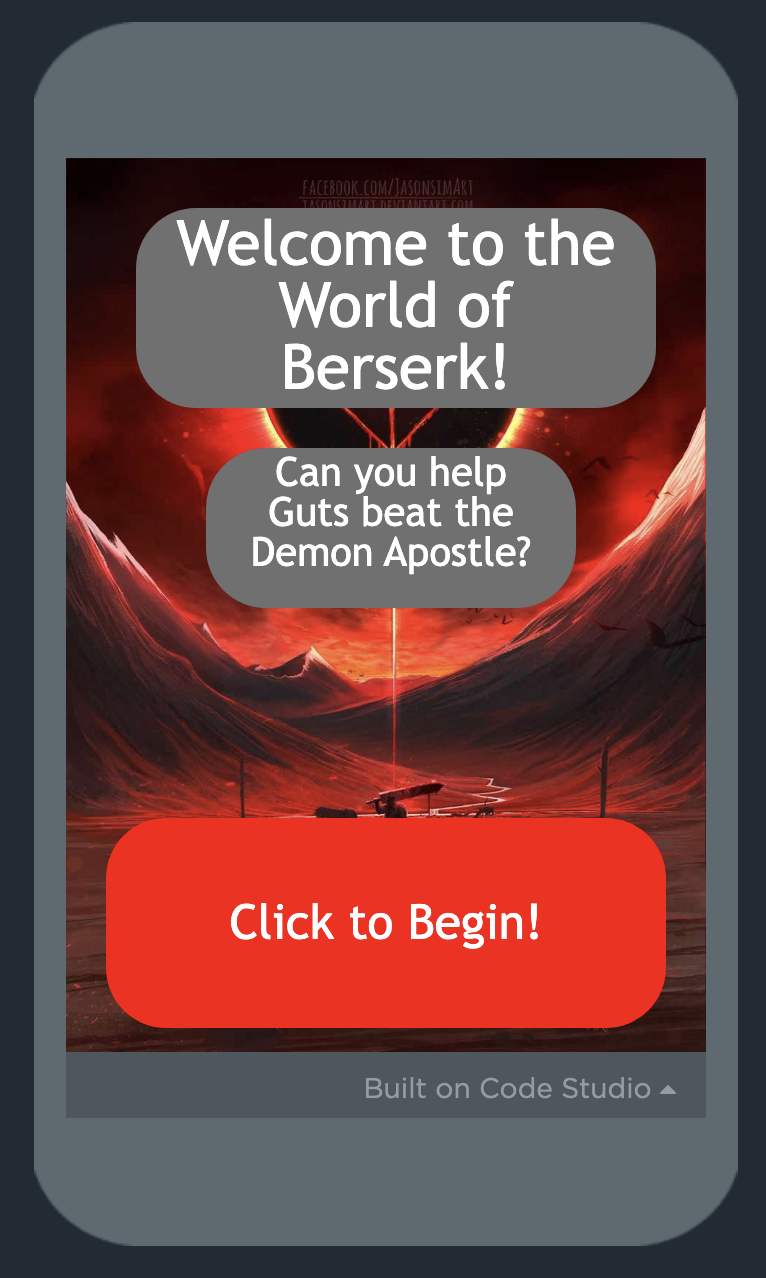 FACEBOOK.COM/JASONSIMART
JASONSIMART.DEVIANTART.COM
Welcome to the
World of
Berserk!
Can you help
Guts beat the
Demon Apostle?
Click to Begin!
Built on Code Studio